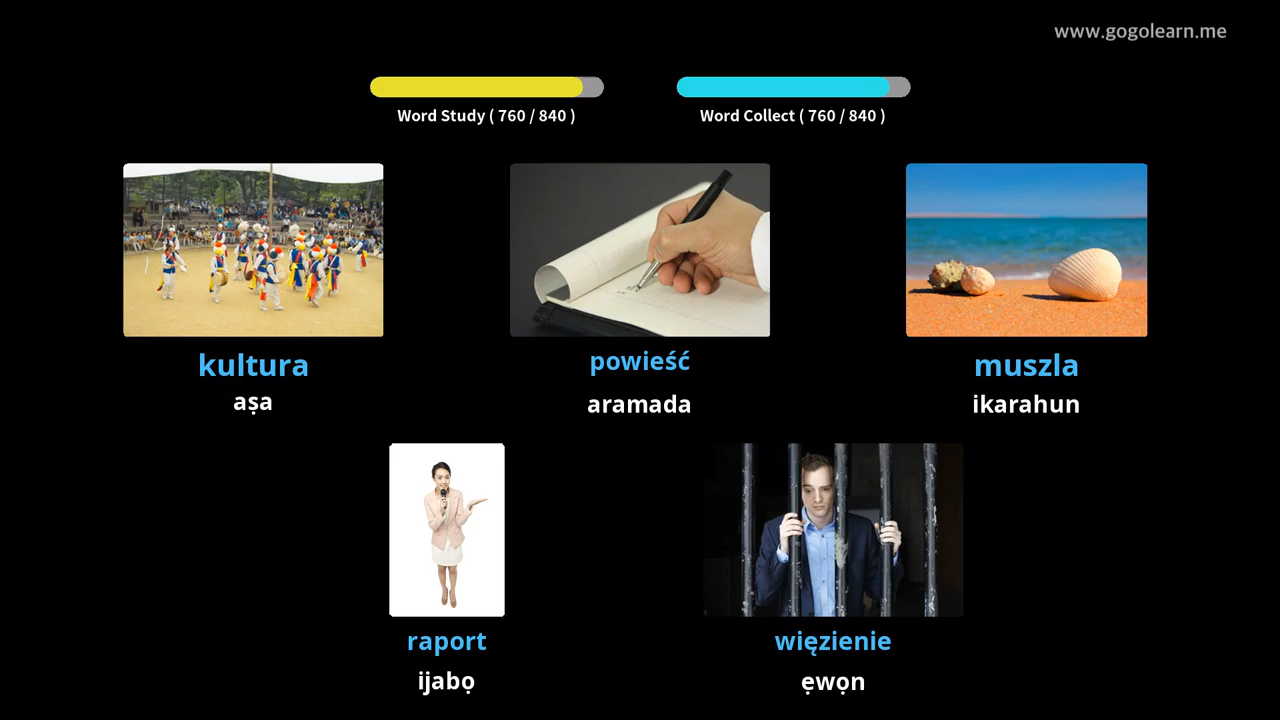 www.gogolearn.me
Word Study ( 760 / 840 )
Word Collect ( 760 / 840 )
kultura
aṣa
powieść
aramada
muszla
ikarahun
raport
ijabọ
więzienie
ẹwọn